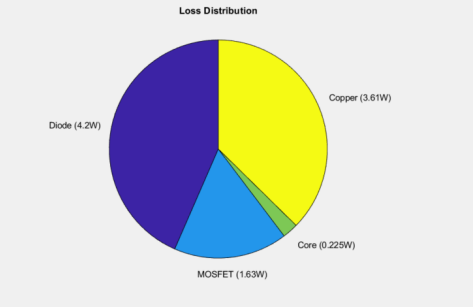 Loss Distribution
Copper (3.61W)
Diode (4.2W)
Core (0.225W)
MOSFET (1.63W)